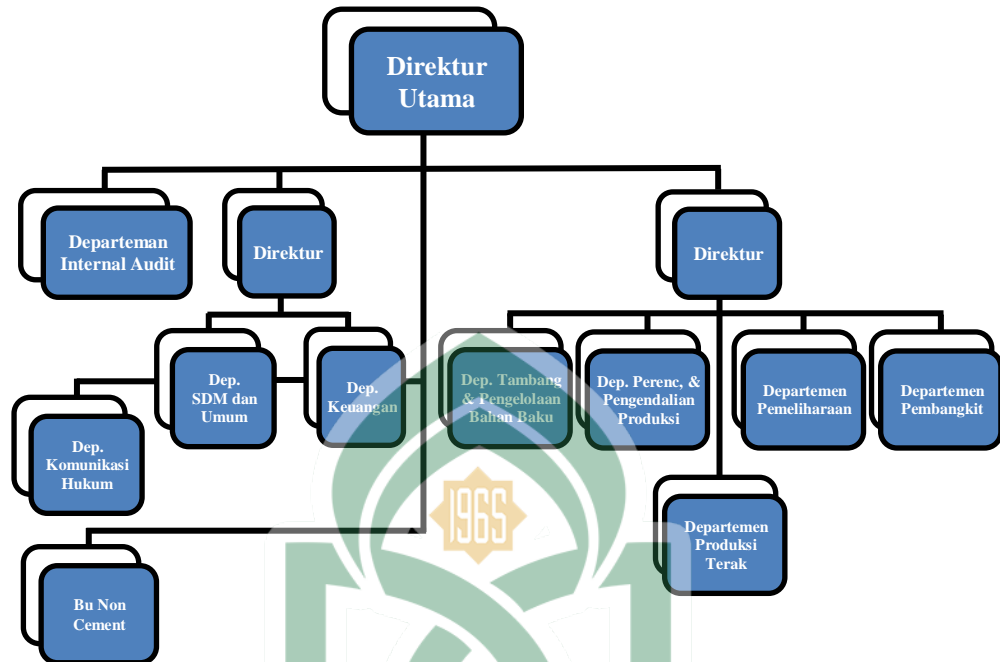 Direktur
Utama
Departeman
Internal Audit
Direktur
Direktur
Dep.
SDM dan
Umum
Dep.
Keuangan
Dep. Tambang
& Pengelolaan
Bahan Baku
Dep. Perenc, &
Pengendalian
Produksi
Departemen
Pemeliharaan
Departemen
Pembangkit
Dep.
Komunikasi
Hukum
1965
Departemen
Produksi
Terak
Bu Non
Cement